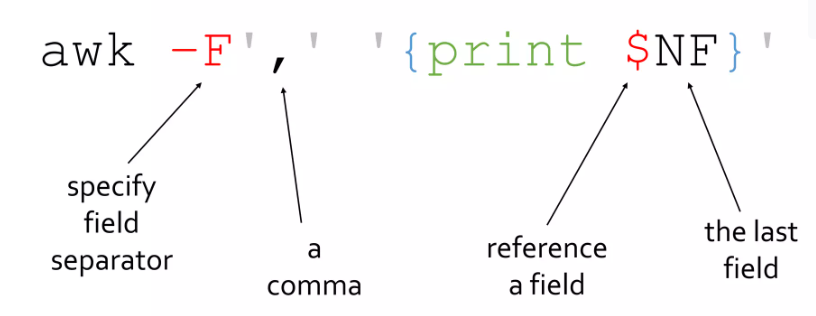 awk -F',' '{print $NF}'
specify
field
separator
a
comma
reference
a field
the last
field